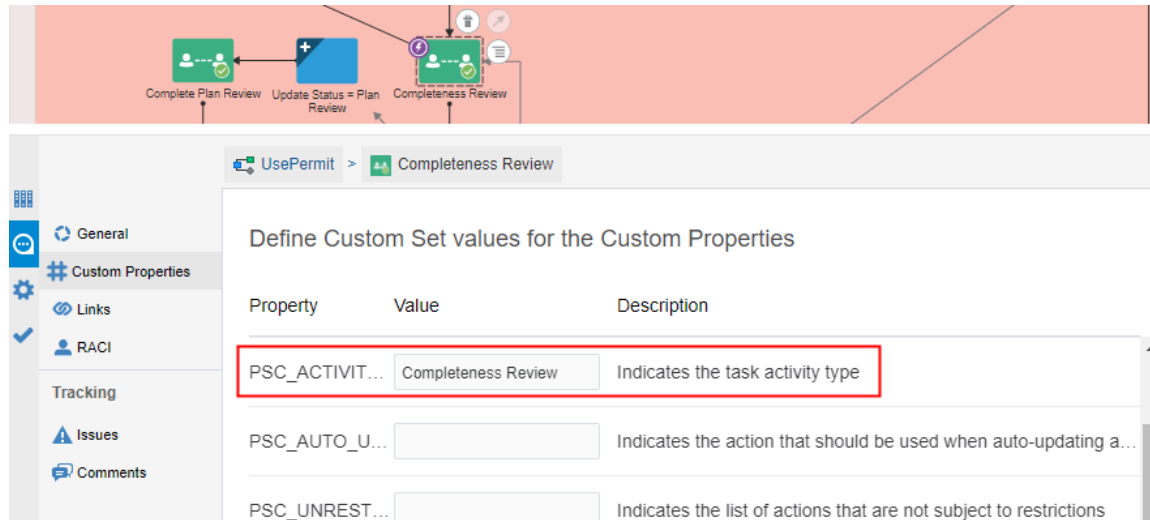 Complete Plan Review
Update Status = Plan
Review
Completeness Review
UsePermit > Completeness Review
General
Custom Properties
Links
RACI
Tracking
Issues
Comments
Define Custom Set values for the Custom Properties
Property Value Description
PSC_ACTIVIT... Completeness Review Indicates the task activity type
PSC_AUTO_U... Indicates the action that should be used when auto-updating a...
PSC_UNREST... Indicates the list of actions that are not subject to restrictions